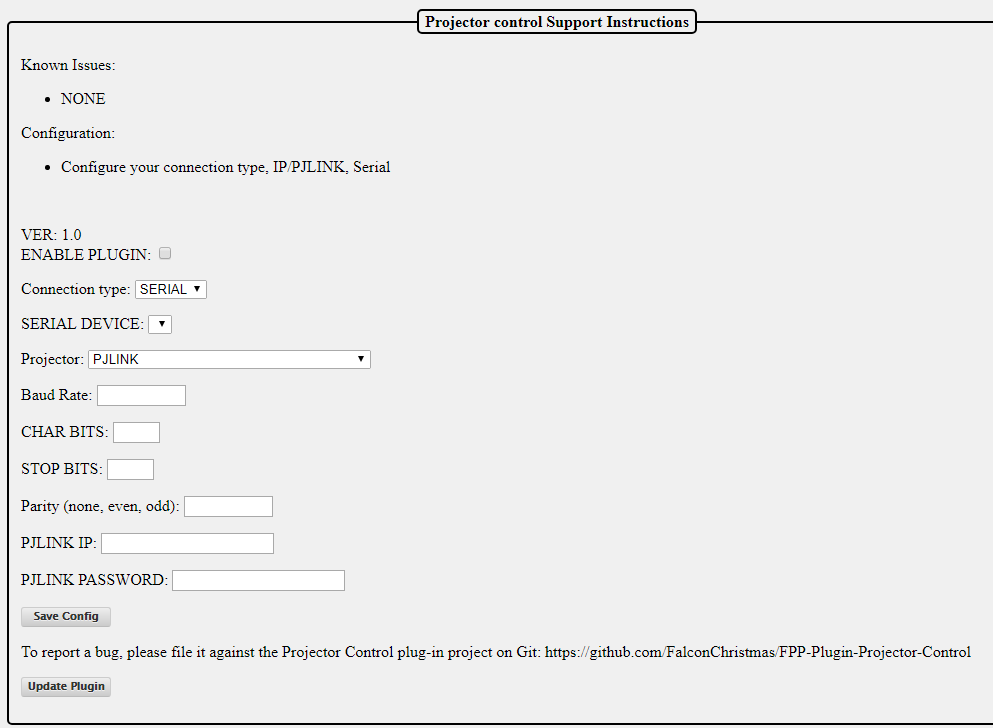 Projector control Support Instructions
Known Issues:
NONE
Configuration:
Configure your connection type, IP/PJLINK, Serial
VER: 1.0
ENABLE PLUGIN:
Connection type: SERIAL
SERIAL DEVICE:
Projector: PJLINK
Baud Rate:
CHAR BITS:
STOP BITS:
Parity (none, even, odd):
PJLINK IP:
PJLINK PASSWORD:
Save Config
To report a bug, please file it against the Projector Control plug-in project on Git: https://github.com/FalconChristmas/FPP-Plugin-Projector-Control
Update Plugin